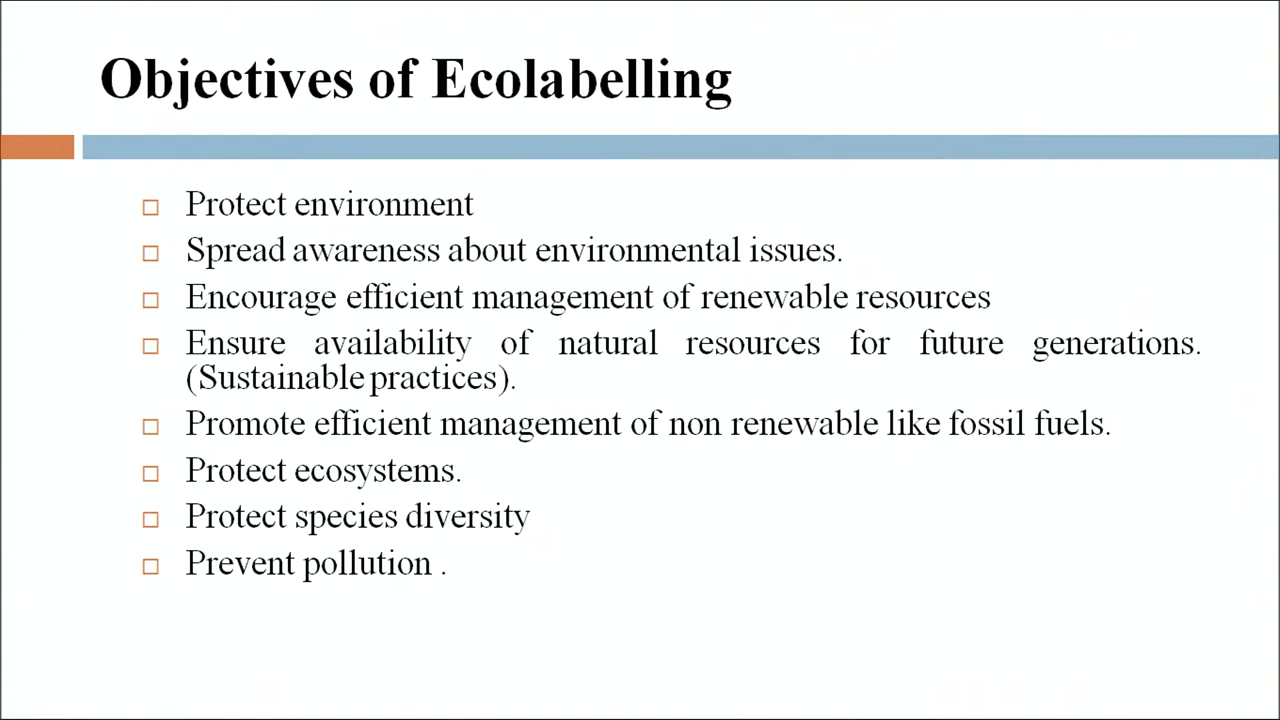 Objectives of Ecolabelling
Protect environment
Spread awareness about environmental issues.
Encourage efficient management of renewable resources
Ensure availability of natural resources for future generations.
(Sustainable practices).
Promote efficient management of non renewable like fossil fuels.
Protect ecosystems.
Protect species diversity
Prevent pollution .